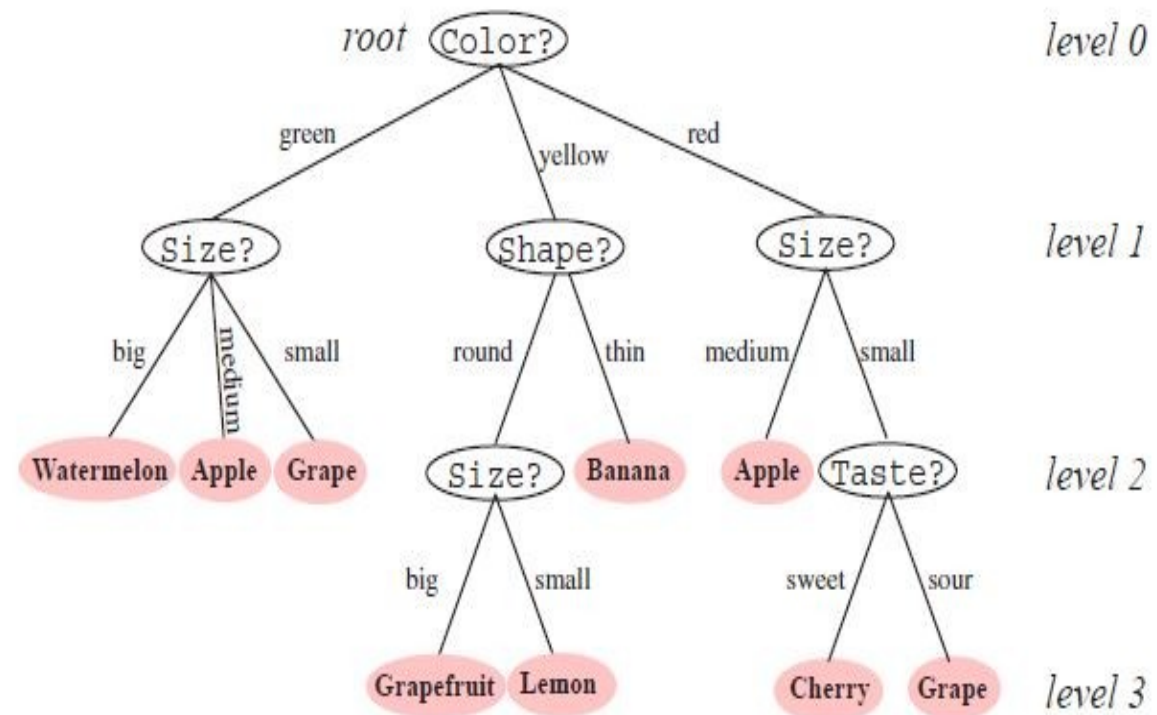 root Color? level 0
green yellow red
Size? Shape? Size? level 1
big medium small round thin medium small
Watermelon Apple Grape Size? Banana Apple Taste? level 2
big small sweet sour
Grapefruit Lemon Cherry Grape level 3